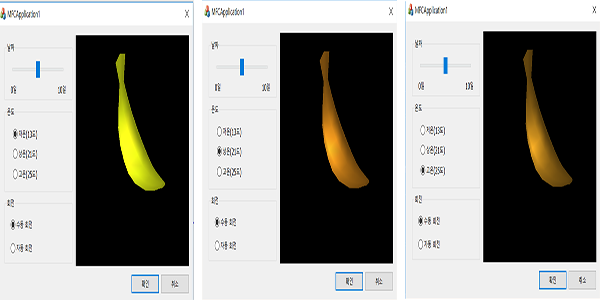 MFCApplication1
날짜
0일 10일
온도
저온(13도)
상온(21도)
고온(25도)
회전
수동 회전
자동 회전
확인 취소
MFCApplication1
날짜
0일 10일
온도
저온(13도)
상온(21도)
고온(25도)
회전
수동 회전
자동 회전
확인 취소
MFCApplication1
날짜
0일 10일
온도
저온(13도)
상온(21도)
고온(25도)
회전
수동 회전
자동 회전
확인 취소